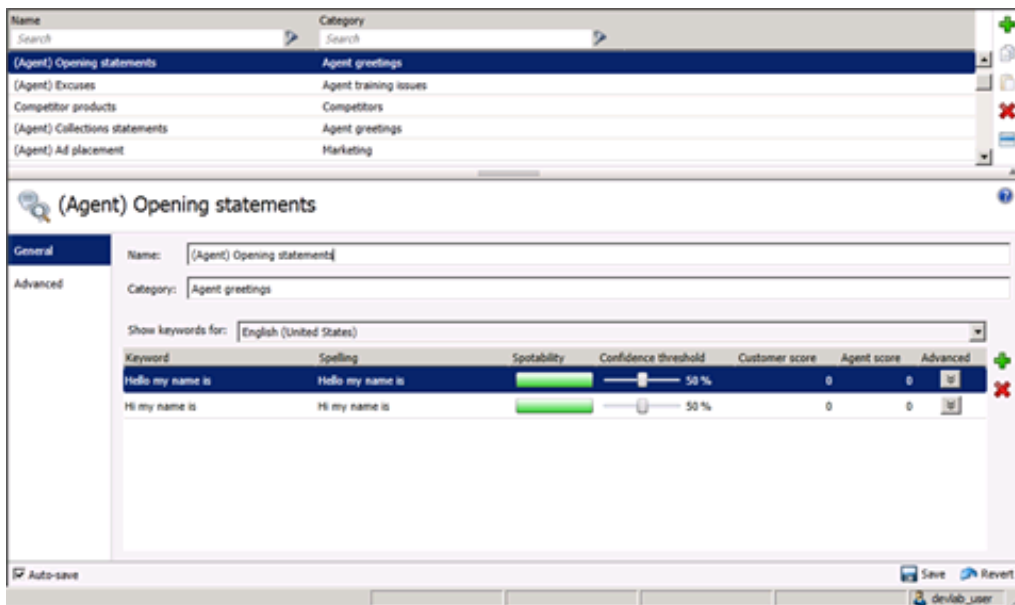 Name Category
Search Search
(Agent) Opening statements Agent greetings
(Agent) Excuses Agent training issues
Competitor products Competitors
(Agent) Collections statements Agent greetings
(Agent) Ad placement Marketing
(Agent) Opening statements
General
Advanced
Name: (Agent) Opening statements
Category: Agent greetings
Show keywords for: English (United States)
Keyword Spelling Spotability Confidence threshold Customer score Agent score Advanced
Hello my name is Hello my name is 50 % 0 0
Hi my name is Hi my name is 50 % 0 0
Auto-save Save Revert
devlab_user